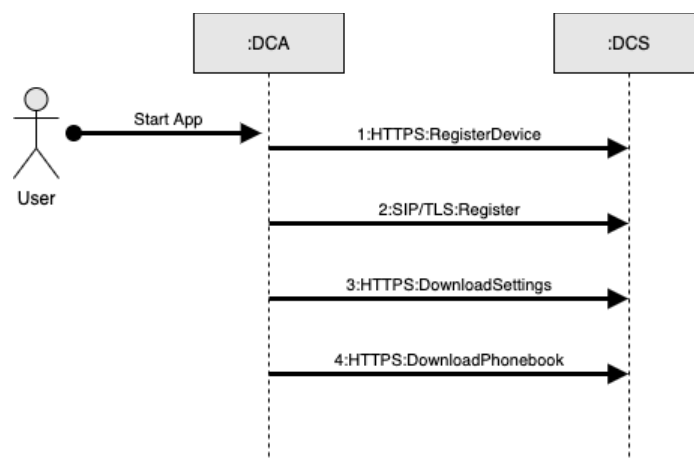 :DCA
:DCS
Start App
1:HTTPS:RegisterDevice
User
2:SIP/TLS:Register
3:HTTPS:DownloadSettings
4:HTTPS:DownloadPhonebook